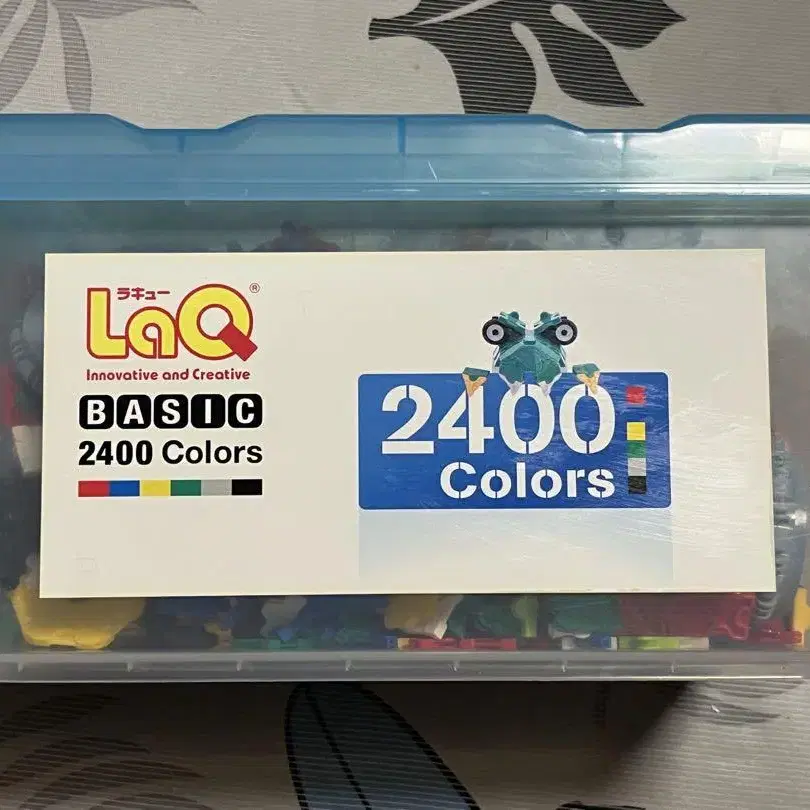 ラキュー
LaQ®
Innovative and Creative
BASIC
2400 Colors
2400
Colors